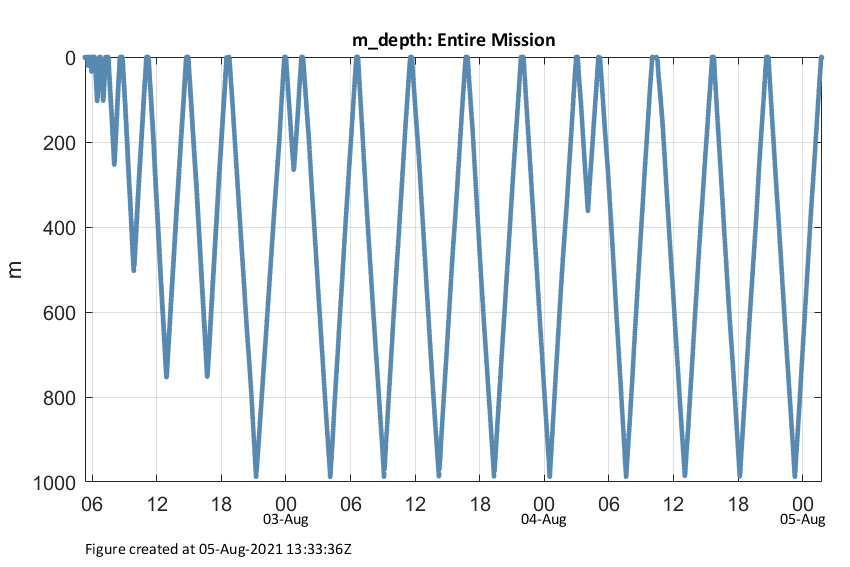 m_depth: Entire Mission
0
200
400
600
800
1000
m
06 12 18 00 06 12 18 00 06 12 18 00
03-Aug 04-Aug 05-Aug
Figure created at 05-Aug-2021 13:33:36Z